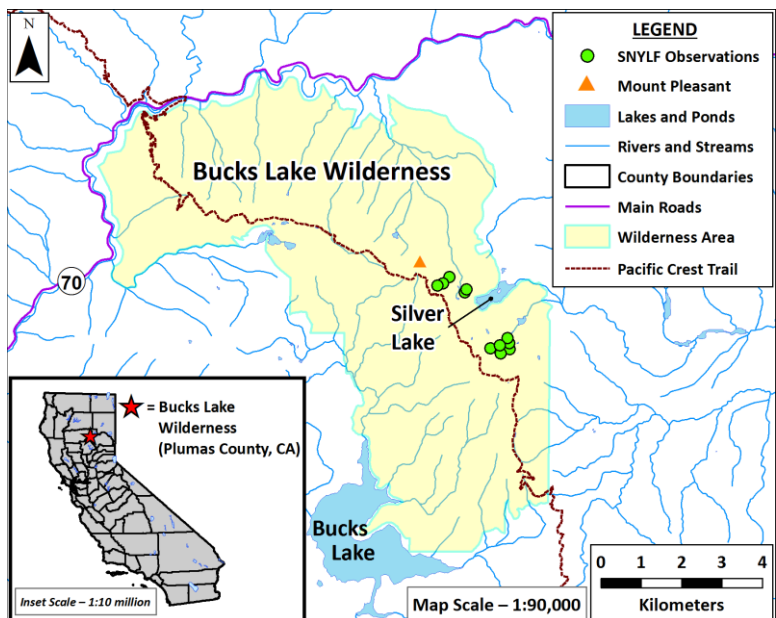 N
LEGEND
SNYLF Observations
Mount Pleasant
Lakes and Ponds
Rivers and Streams
County Boundaries
Main Roads
Wilderness Area
Pacific Crest Trail
Bucks Lake Wilderness
70
Silver
Lake
= Bucks Lake
Wilderness
(Plumas County, CA)
Bucks
Lake
Inset Scale – 1:10 million
Map Scale – 1:90,000
0 1 2 3 4
Kilometers